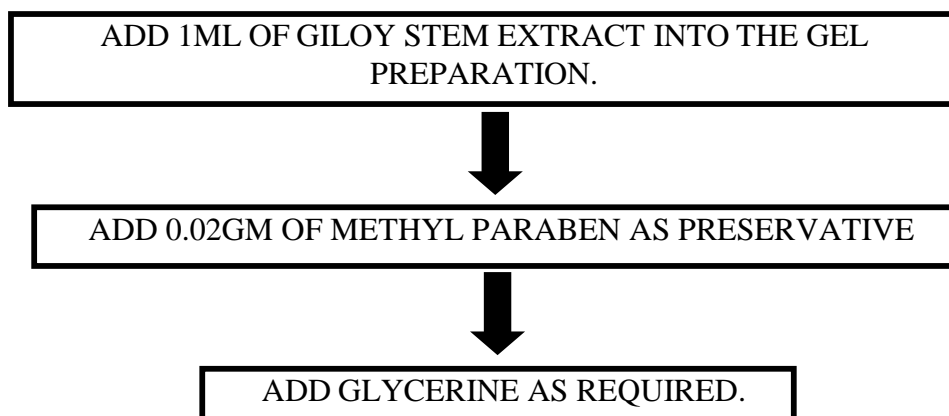 ADD 1ML OF GILOY STEM EXTRACT INTO THE GEL
PREPARATION.
ADD 0.02GM OF METHYL PARABEN AS PRESERVATIVE
ADD GLYCERINE AS REQUIRED.